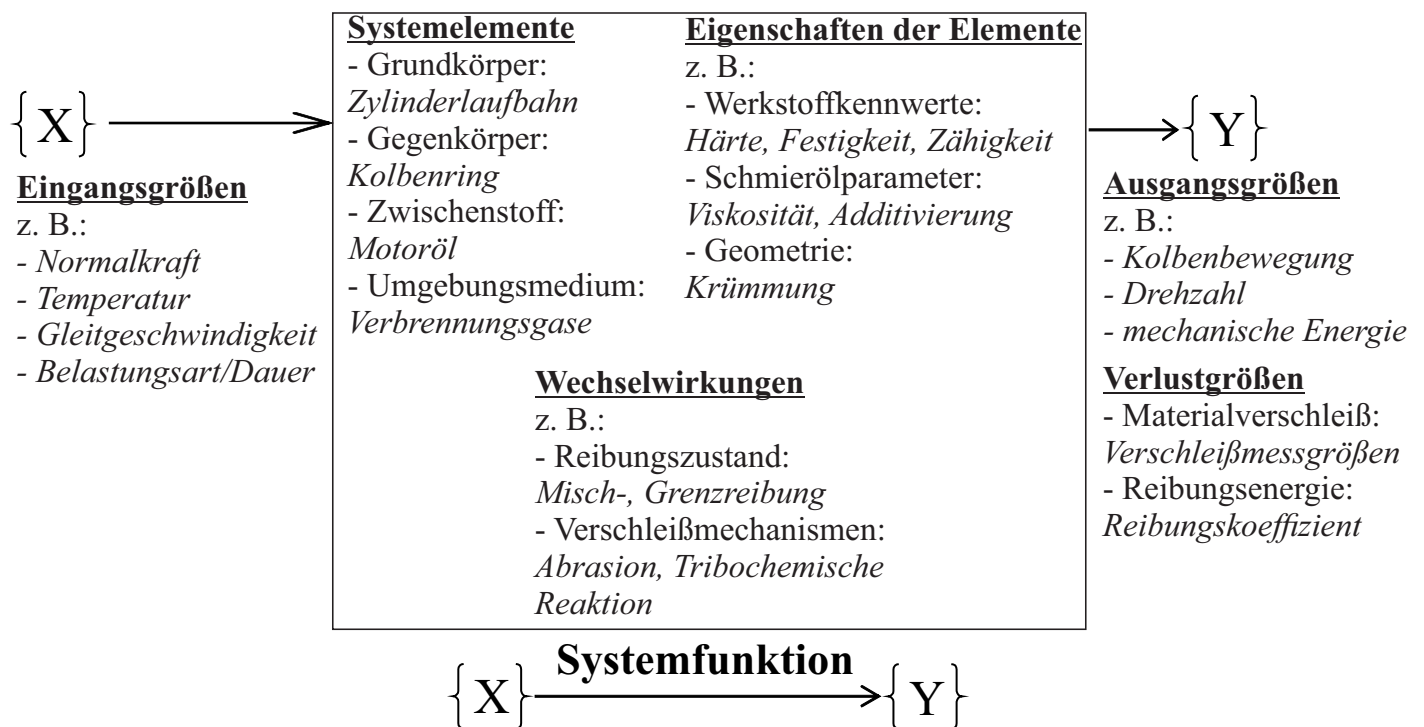 {X}
Eingangsgrößen
z. B.:
- Normalkraft
- Temperatur
- Gleitgeschwindigkeit
- Belastungsart/Dauer
Systemelemente
- Grundkörper:
Zylinderlaufbahn
- Gegenkörper:
Kolbenring
- Zwischenstoff:
Motoröl
- Umgebungsmedium:
Verbrennungsgase
Eigenschaften der Elemente
z. B.:
- Werkstoffkennwerte:
Härte, Festigkeit, Zähigkeit
- Schmierölparameter:
Viskosität, Additivierung
- Geometrie:
Krümmung
Wechselwirkungen
z. B.:
- Reibungszustand:
Misch-, Grenzreibung
- Verschleißmechanismen:
Abrasion, Tribochemische
Reaktion
{Y}
Ausgangsgrößen
z. B.:
- Kolbenbewegung
- Drehzahl
- mechanische Energie
Verlustgrößen
- Materialverschleiß:
Verschleißmessgrößen
- Reibungsenergie:
Reibungskoeffizient
Systemfunktion
{X} {Y}